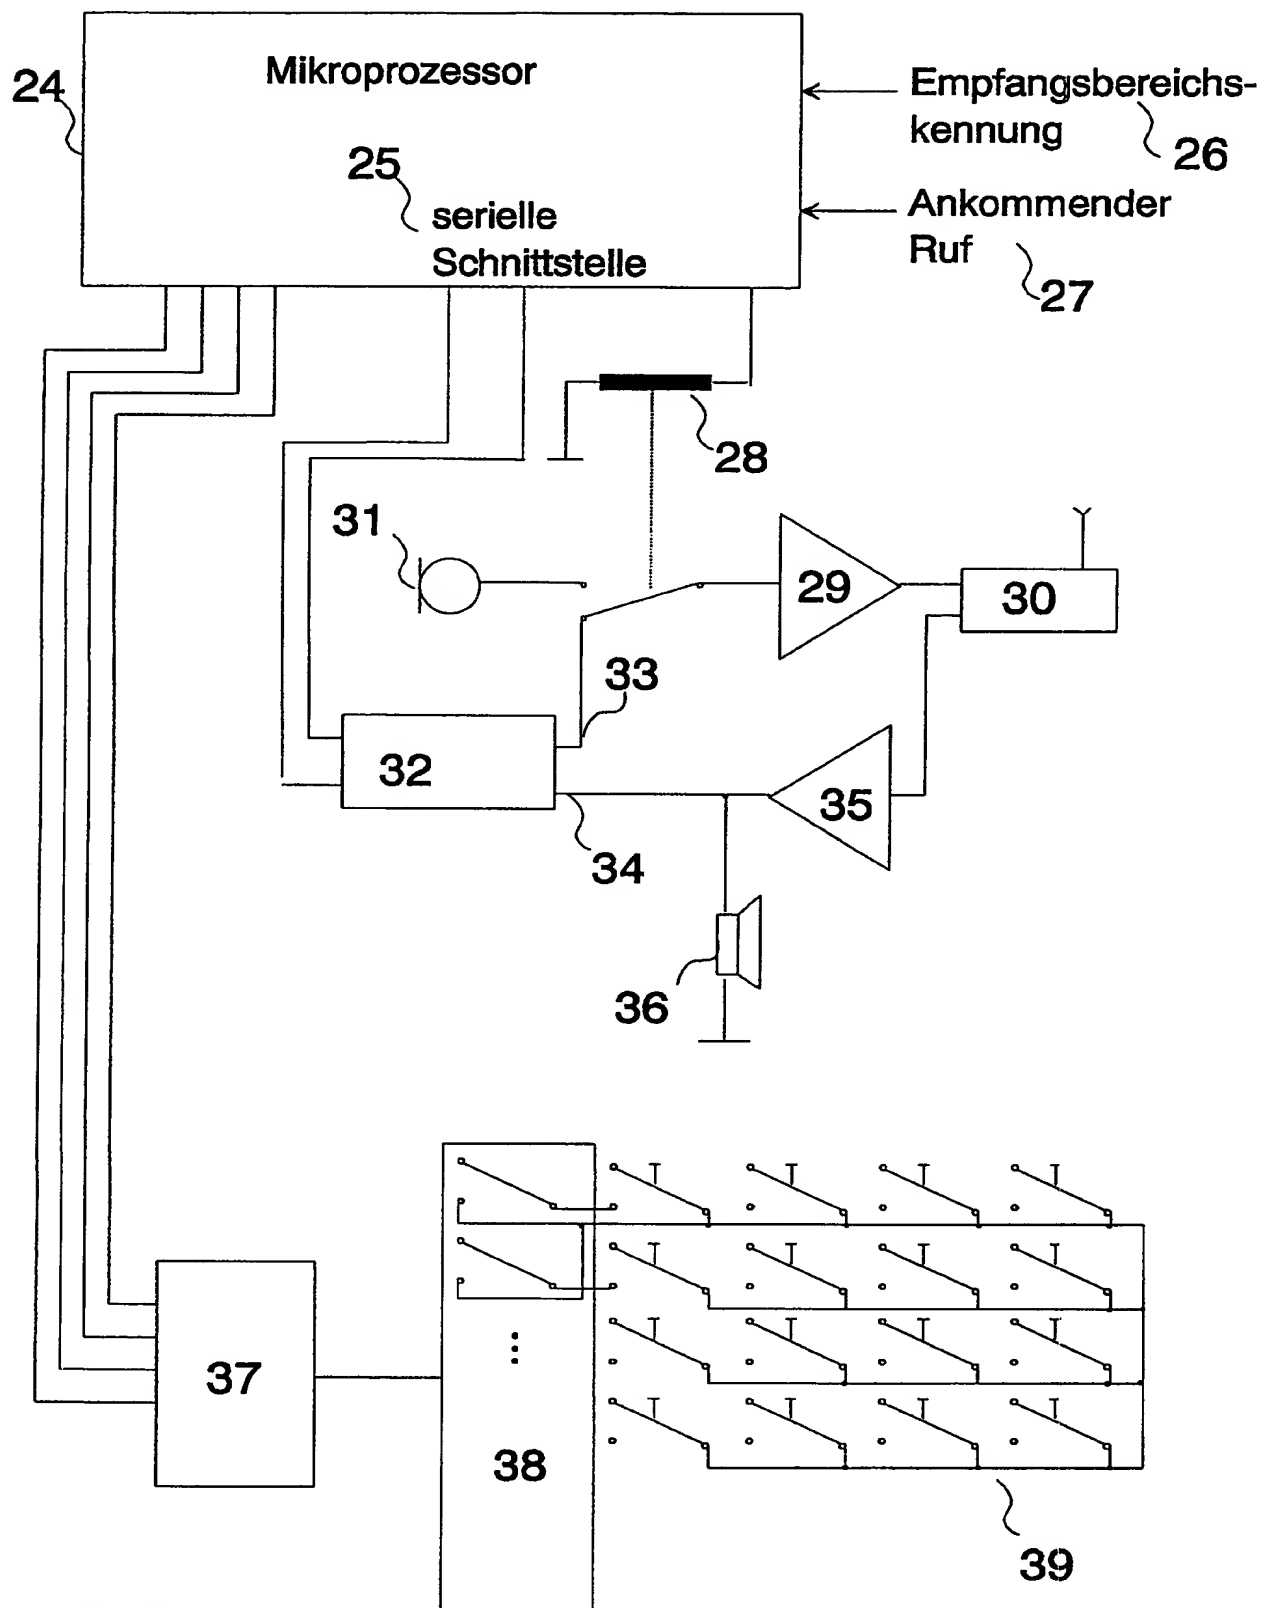 Mikroprozessor
24
Empfangsbereichs-
kennung
26
25
serielle
Schnittstelle
Ankommender
Ruf
27
28
31
29
30
33
32
35
34
36
37
38
39